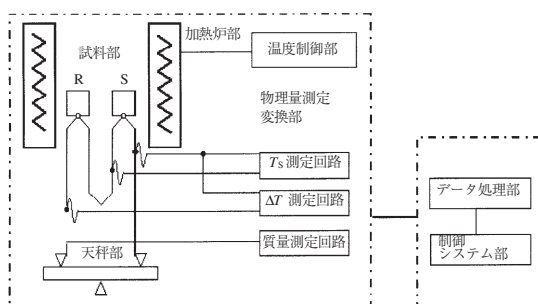 加熱炉部
試料部
温度制御部
R
S
物理量測定
変換部
Ts 測定回路
ΔT 測定回路
データ処理部
質量測定回路
制御
システム部
天秤部